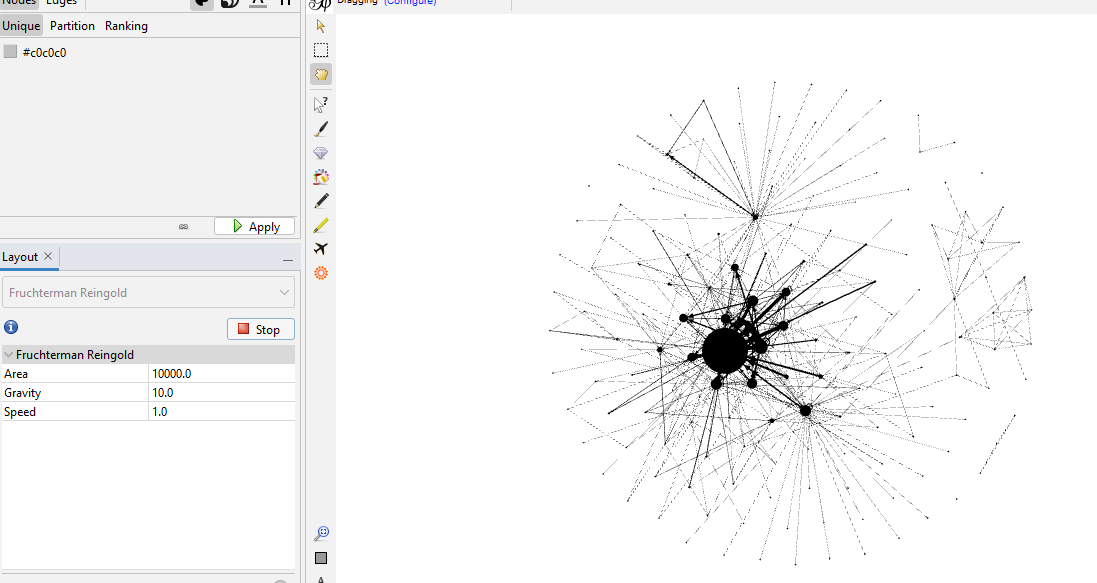 Nodes Edges
Dragging (Configure)
Unique Partition Ranking
#c0c0c0
Apply
Layout
Fruchterman Reingold
Stop
Fruchterman Reingold
Area 10000.0
Gravity 10.0
Speed 1.0